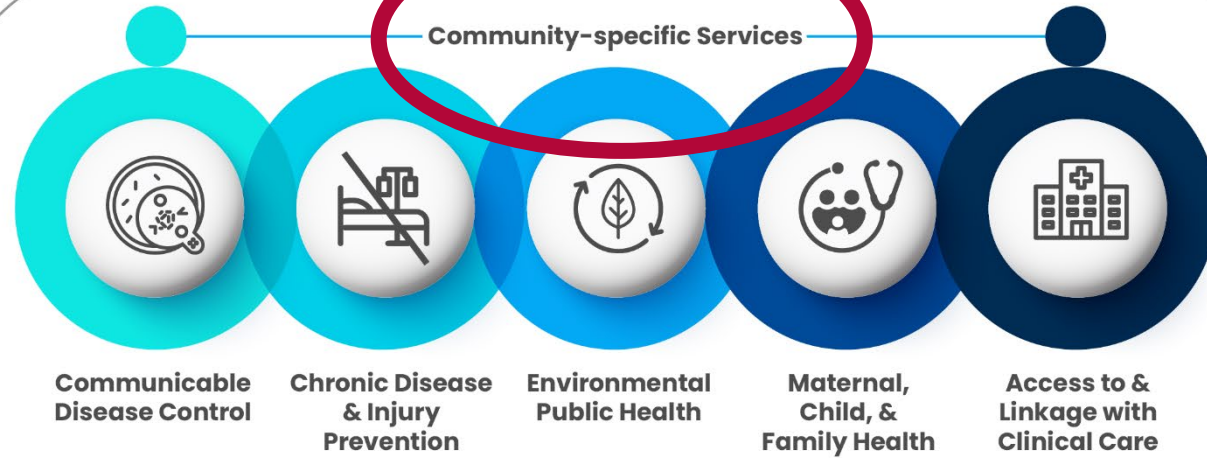 Community-specific Services
Communicable
Disease Control
Chronic Disease
& Injury
Prevention
Environmental
Public Health
Maternal,
Child, &
Family Health
Access to &
Linkage with
Clinical Care